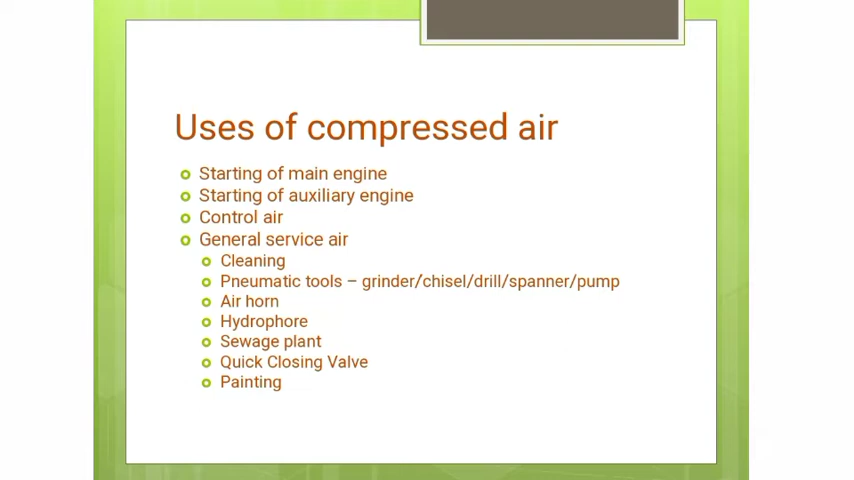 Uses of compressed air
Starting of main engine
Starting of auxiliary engine
Control air
General service air
Cleaning
Pneumatic tools – grinder/chisel/drill/spanner/pump
Air horn
Hydrophore
Sewage plant
Quick Closing Valve
Painting